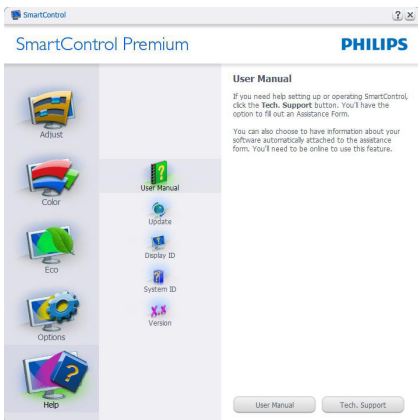 SmartControl
SmartControl Premium
PHILIPS
Adjust
Color
Eco
Options
Help
User Manual
Update
Display ID
System ID
X.X
Version
User Manual
If you need help setting up or operating SmartControl,
click the Tech. Support button. You'll have the
option to fill out an Assistance Form.
You can also choose to have information about your
software automatically attached to the assistance
form. You'll need to be online to use this feature.
User Manual
Tech. Support